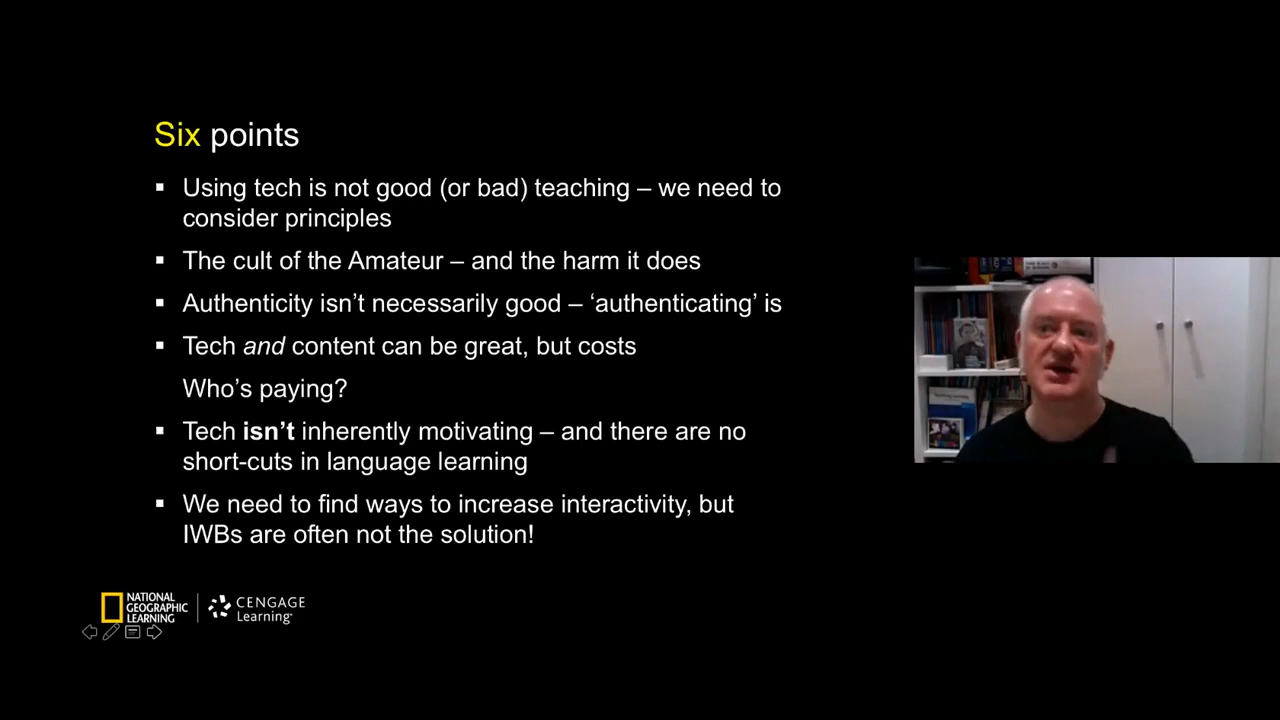 Six points
▪ Using tech is not good (or bad) teaching – we need to
consider principles
▪ The cult of the Amateur – and the harm it does
▪ Authenticity isn’t necessarily good – ‘authenticating’ is
▪ Tech and content can be great, but costs
Who’s paying?
▪ Tech isn’t inherently motivating – and there are no
short-cuts in language learning
▪ We need to find ways to increase interactivity, but
IWBs are often not the solution!
NATIONAL
GEOGRAPHIC
LEARNING
CENGAGE
Learning™